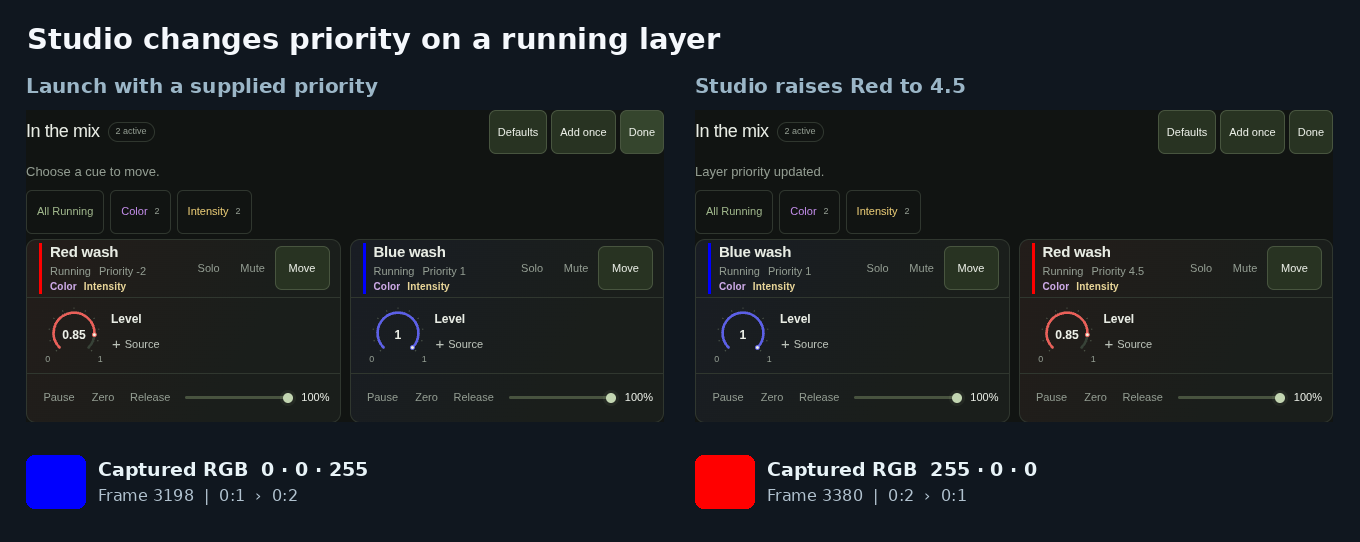 Studio changes priority on a running layer
Launch with a supplied priority
In the mix 2 active Defaults Add once Done
Choose a cue to move.
All Running Color 2 Intensity 2
Red wash
Running Priority -2 Solo Mute Move
Color Intensity
0.85 Level
+ Source
0 1
Pause Zero Release 100%
Blue wash
Running Priority 1 Solo Mute Move
Color Intensity
1 Level
+ Source
0 1
Pause Zero Release 100%
Captured RGB 0 · 0 · 255
Frame 3198 | 0:1 › 0:2
Studio raises Red to 4.5
In the mix 2 active Defaults Add once Done
Layer priority updated.
All Running Color 2 Intensity 2
Blue wash
Running Priority 1 Solo Mute Move
Color Intensity
1 Level
+ Source
0 1
Pause Zero Release 100%
Red wash
Running Priority 4.5 Solo Mute Move
Color Intensity
0.85 Level
+ Source
0 1
Pause Zero Release 100%
Captured RGB 255 · 0 · 0
Frame 3380 | 0:2 › 0:1